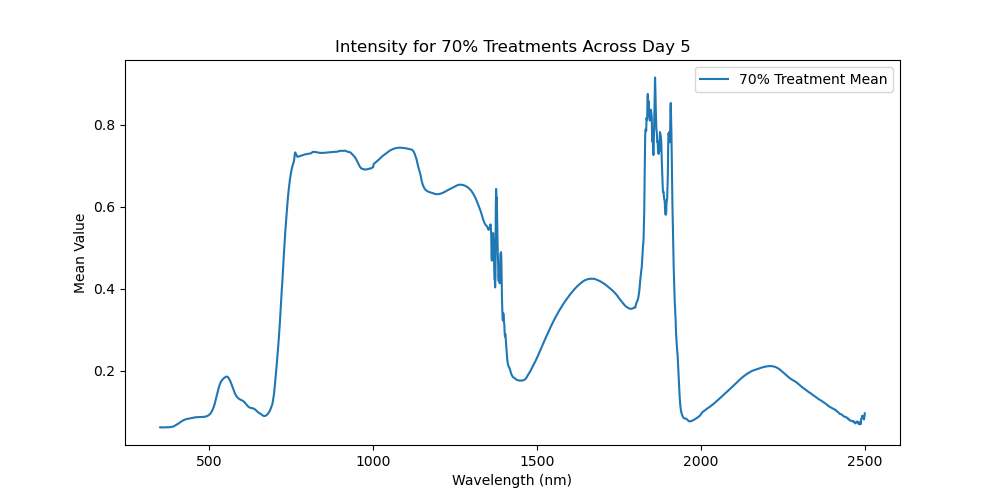 Intensity for 70% Treatments Across Day 5
70% Treatment Mean
Mean Value
0.8
0.6
0.4
0.2
500
1000
1500
2000
2500
Wavelength (nm)